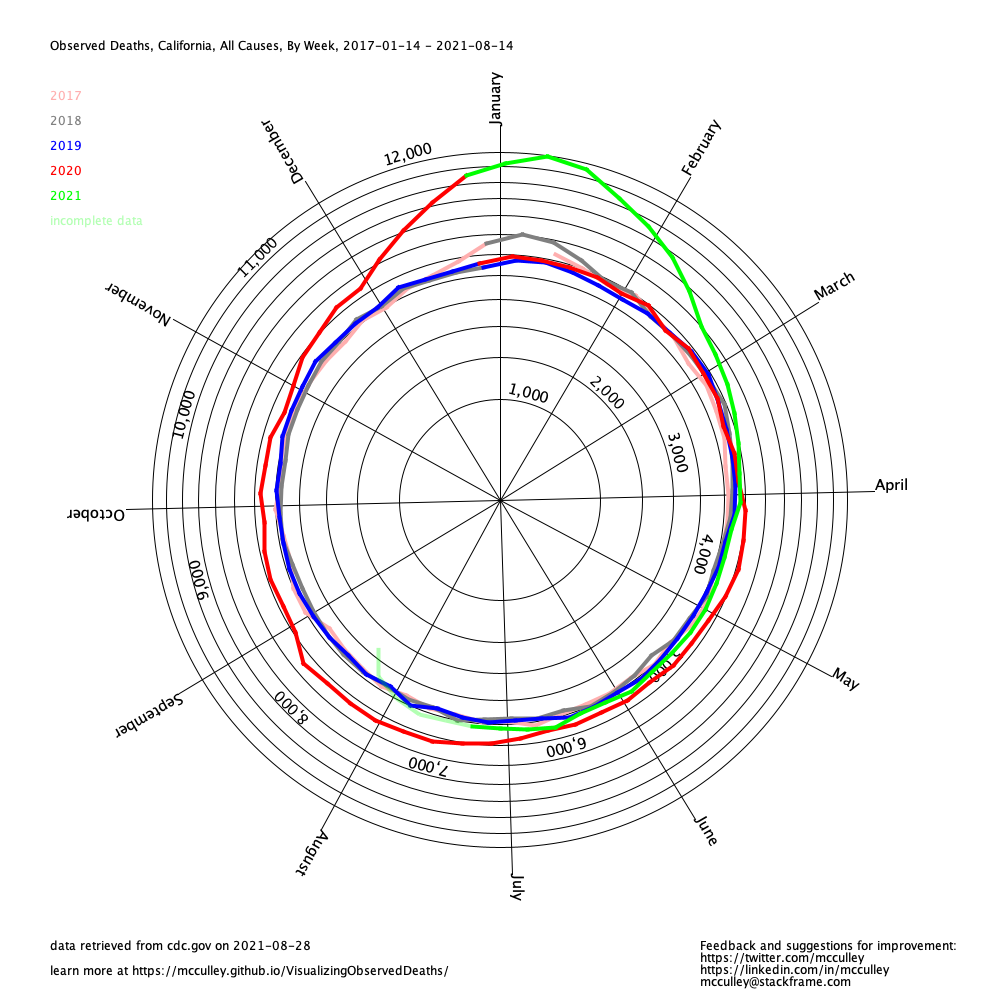 Observed Deaths, California, All Causes, By Week, 2017-01-14 - 2021-08-14
2017
2018
2019
2020
2021
incomplete data
January
February
March
April
May
June
July
August
September
October
November
December
1,000
2,000
3,000
4,000
6,000
7,000
8,000
9,000
10,000
11,000
12,000
data retrieved from cdc.gov on 2021-08-28
learn more at https://mcculley.github.io/VisualizingObservedDeaths/
Feedback and suggestions for improvement:
https://twitter.com/mcculley
https://linkedin.com/in/mcculley
mcculley@stackframe.com